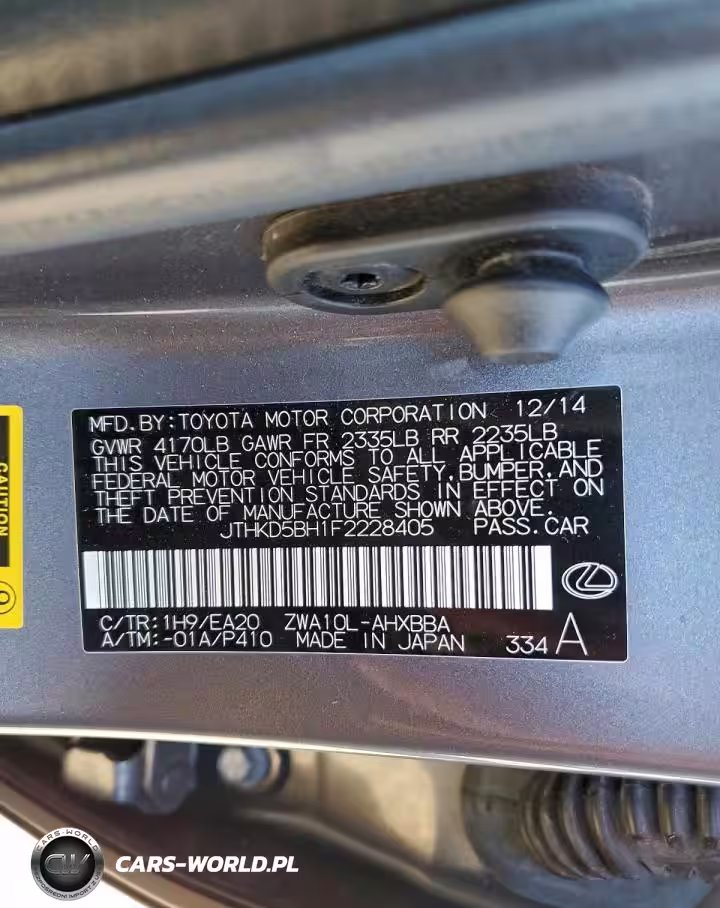 MFD.BY:TOYOTA MOTOR CORPORATION 12/14
GVWR 4170LB GAWR FR 2335LB RR 2235LB
THIS VEHICLE CONFORMS TO ALL APPLICABLE
FEDERAL MOTOR VEHICLE SAFETY,BUMPER,AND
THEFT PREVENTION STANDARDS IN EFFECT ON
THE DATE OF MANUFACTURE SHOWN ABOVE.
JTHKD5BH1F2228405 PASS.CAR
C/TR:1H9/EA20 ZWA10L-AHXBBA
A/TM:-01A/P410 MADE IN JAPAN 334 A
CAUTION
CARS-WORLD
CW
CARS-WORLD.PL